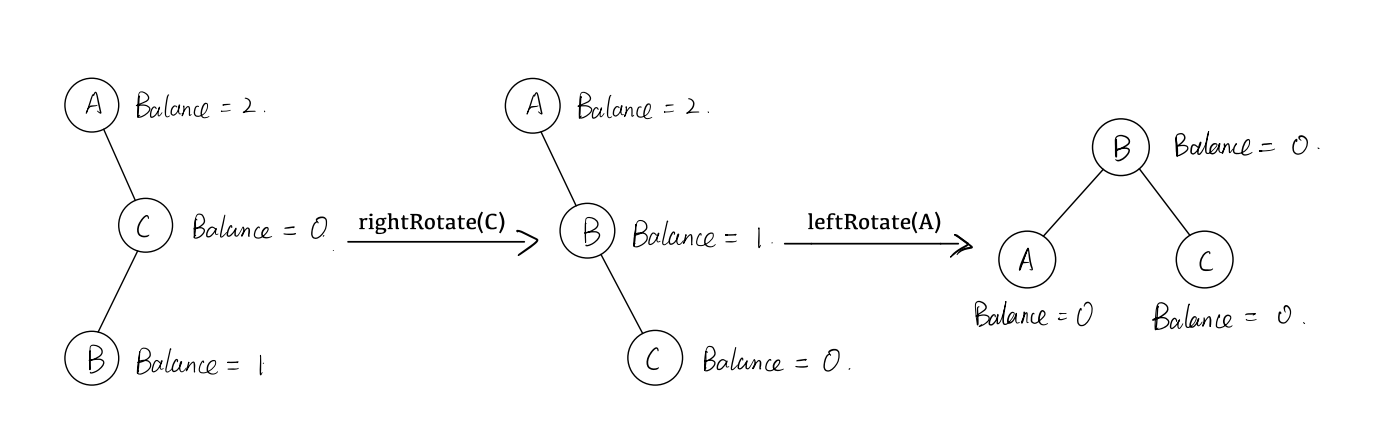 A Balance = 2.
C Balance = 0.
B Balance = 1
rightRotate(C)
A Balance = 2.
B Balance = 1.
C Balance = 0.
leftRotate(A)
B Balance = 0.
A
Balance = 0
C
Balance = 0.